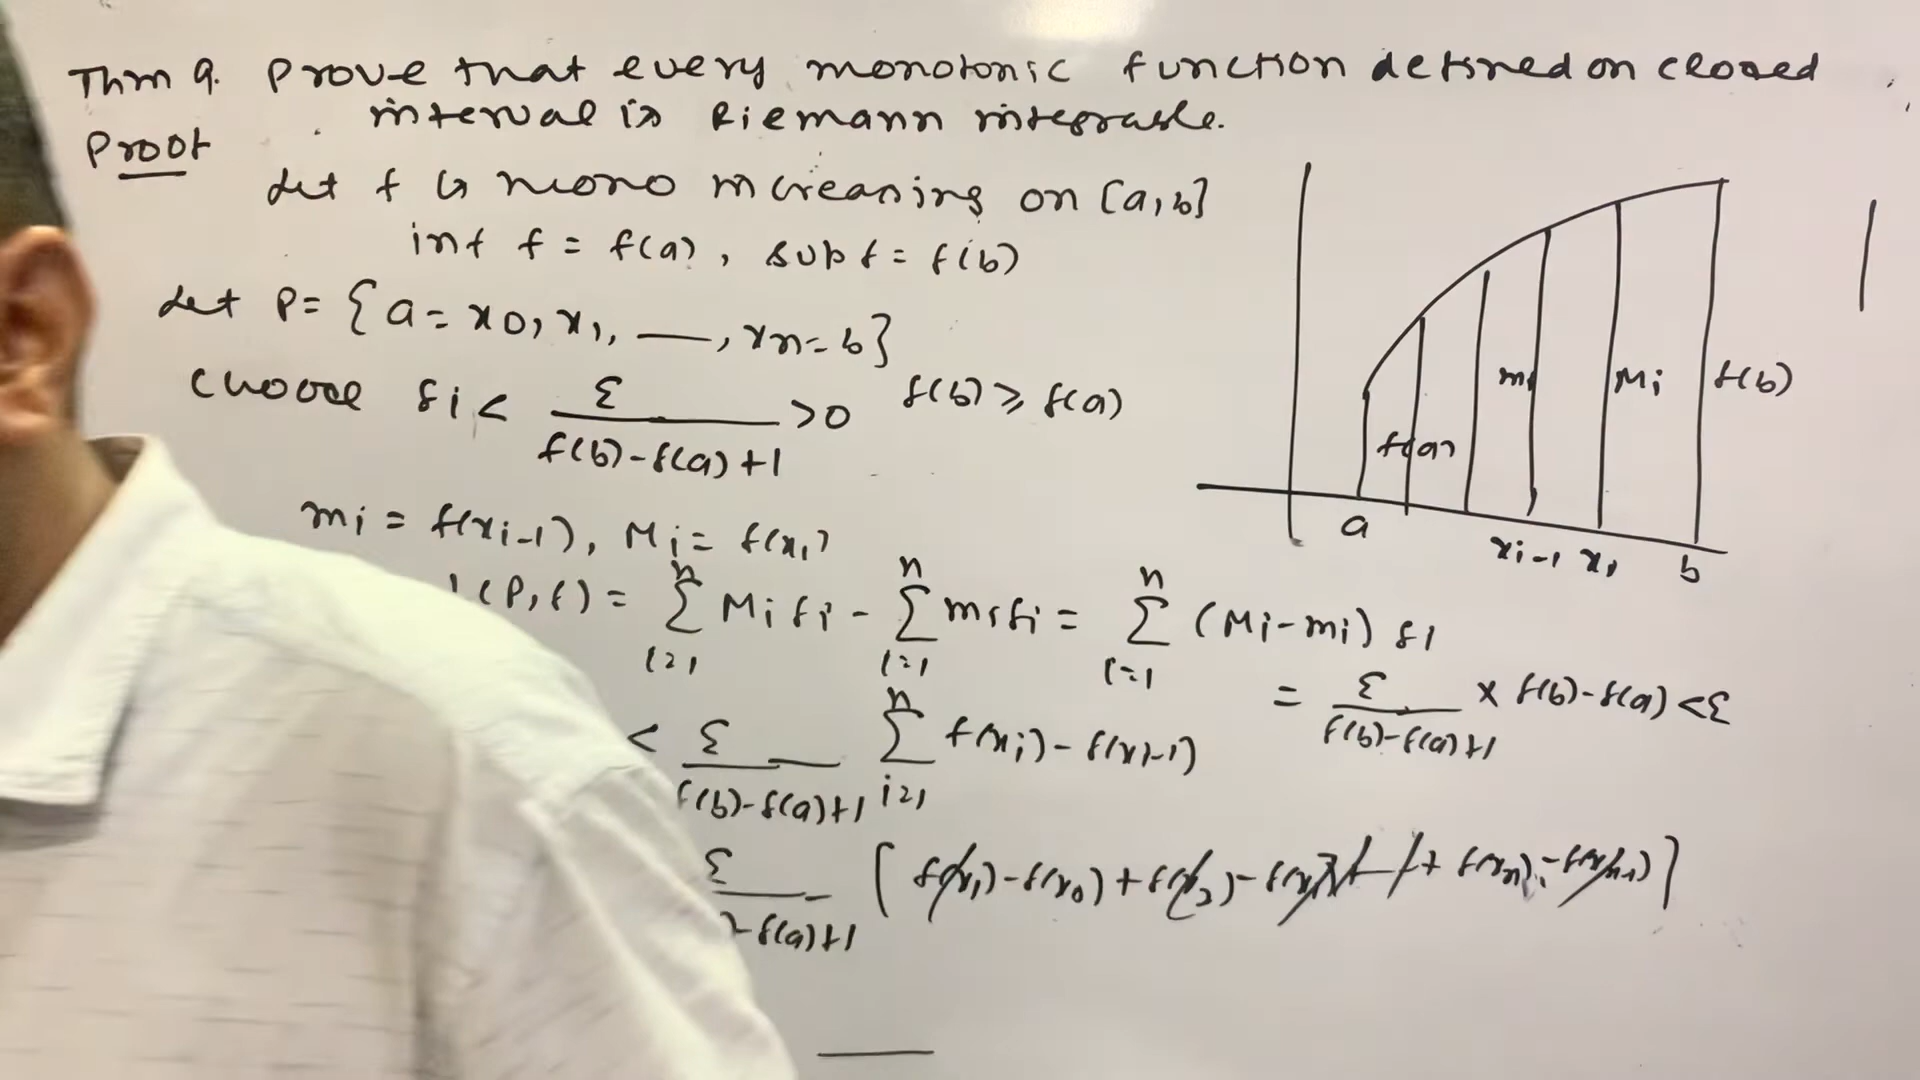 Thm 9. Prove that every monotonic function defined on closed
interval is Riemann integrable.
Proof
Let f is mono increasing on [a,b]
inf f = f(a), sup f = f(b)
Let P = { a = x0, x1, —, xn = b}
choose δi < ε / (f(b)-f(a)+1) > 0 f(b) ⩾ f(a)
mi = f(xi-1), Mi = f(xi)
(P,f) = n Σ i=1 Mi δi - n Σ i=1 mi δi = n Σ i=1 (Mi - mi) δi
= ε / (f(b)-f(a)+1) × f(b)-f(a) < ε
< ε / (f(b)-f(a)+1) n Σ i=1 f(xi) - f(xi-1)
ε / -f(a)+1 [ f(x1) - f(x0) + f(x2) - f(x1) + — + f(xn) - f(xn-1) ]
f(a) mi Mi f(b)
a xi-1 xi b